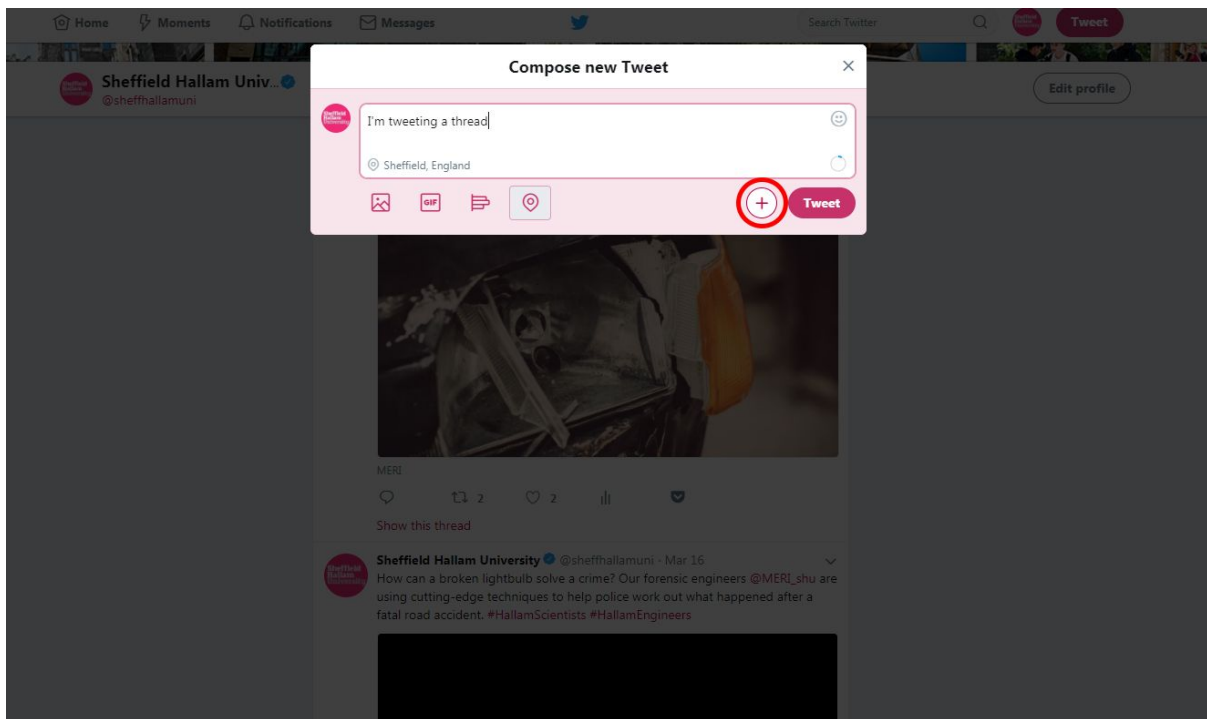 Home Moments Notifications Messages Search Twitter Tweet
Sheffield Hallam Univ...
@sheffhallamuni
Edit profile
Compose new Tweet
I'm tweeting a thread
Sheffield, England
GIF
Tweet
MERI
2 2
Show this thread
Sheffield Hallam University @sheffhallamuni - Mar 16
How can a broken lightbulb solve a crime? Our forensic engineers @MERI_shu are
using cutting-edge techniques to help police work out what happened after a
fatal road accident. #HallamScientists #HallamEngineers
Sheffield
Hallam
University